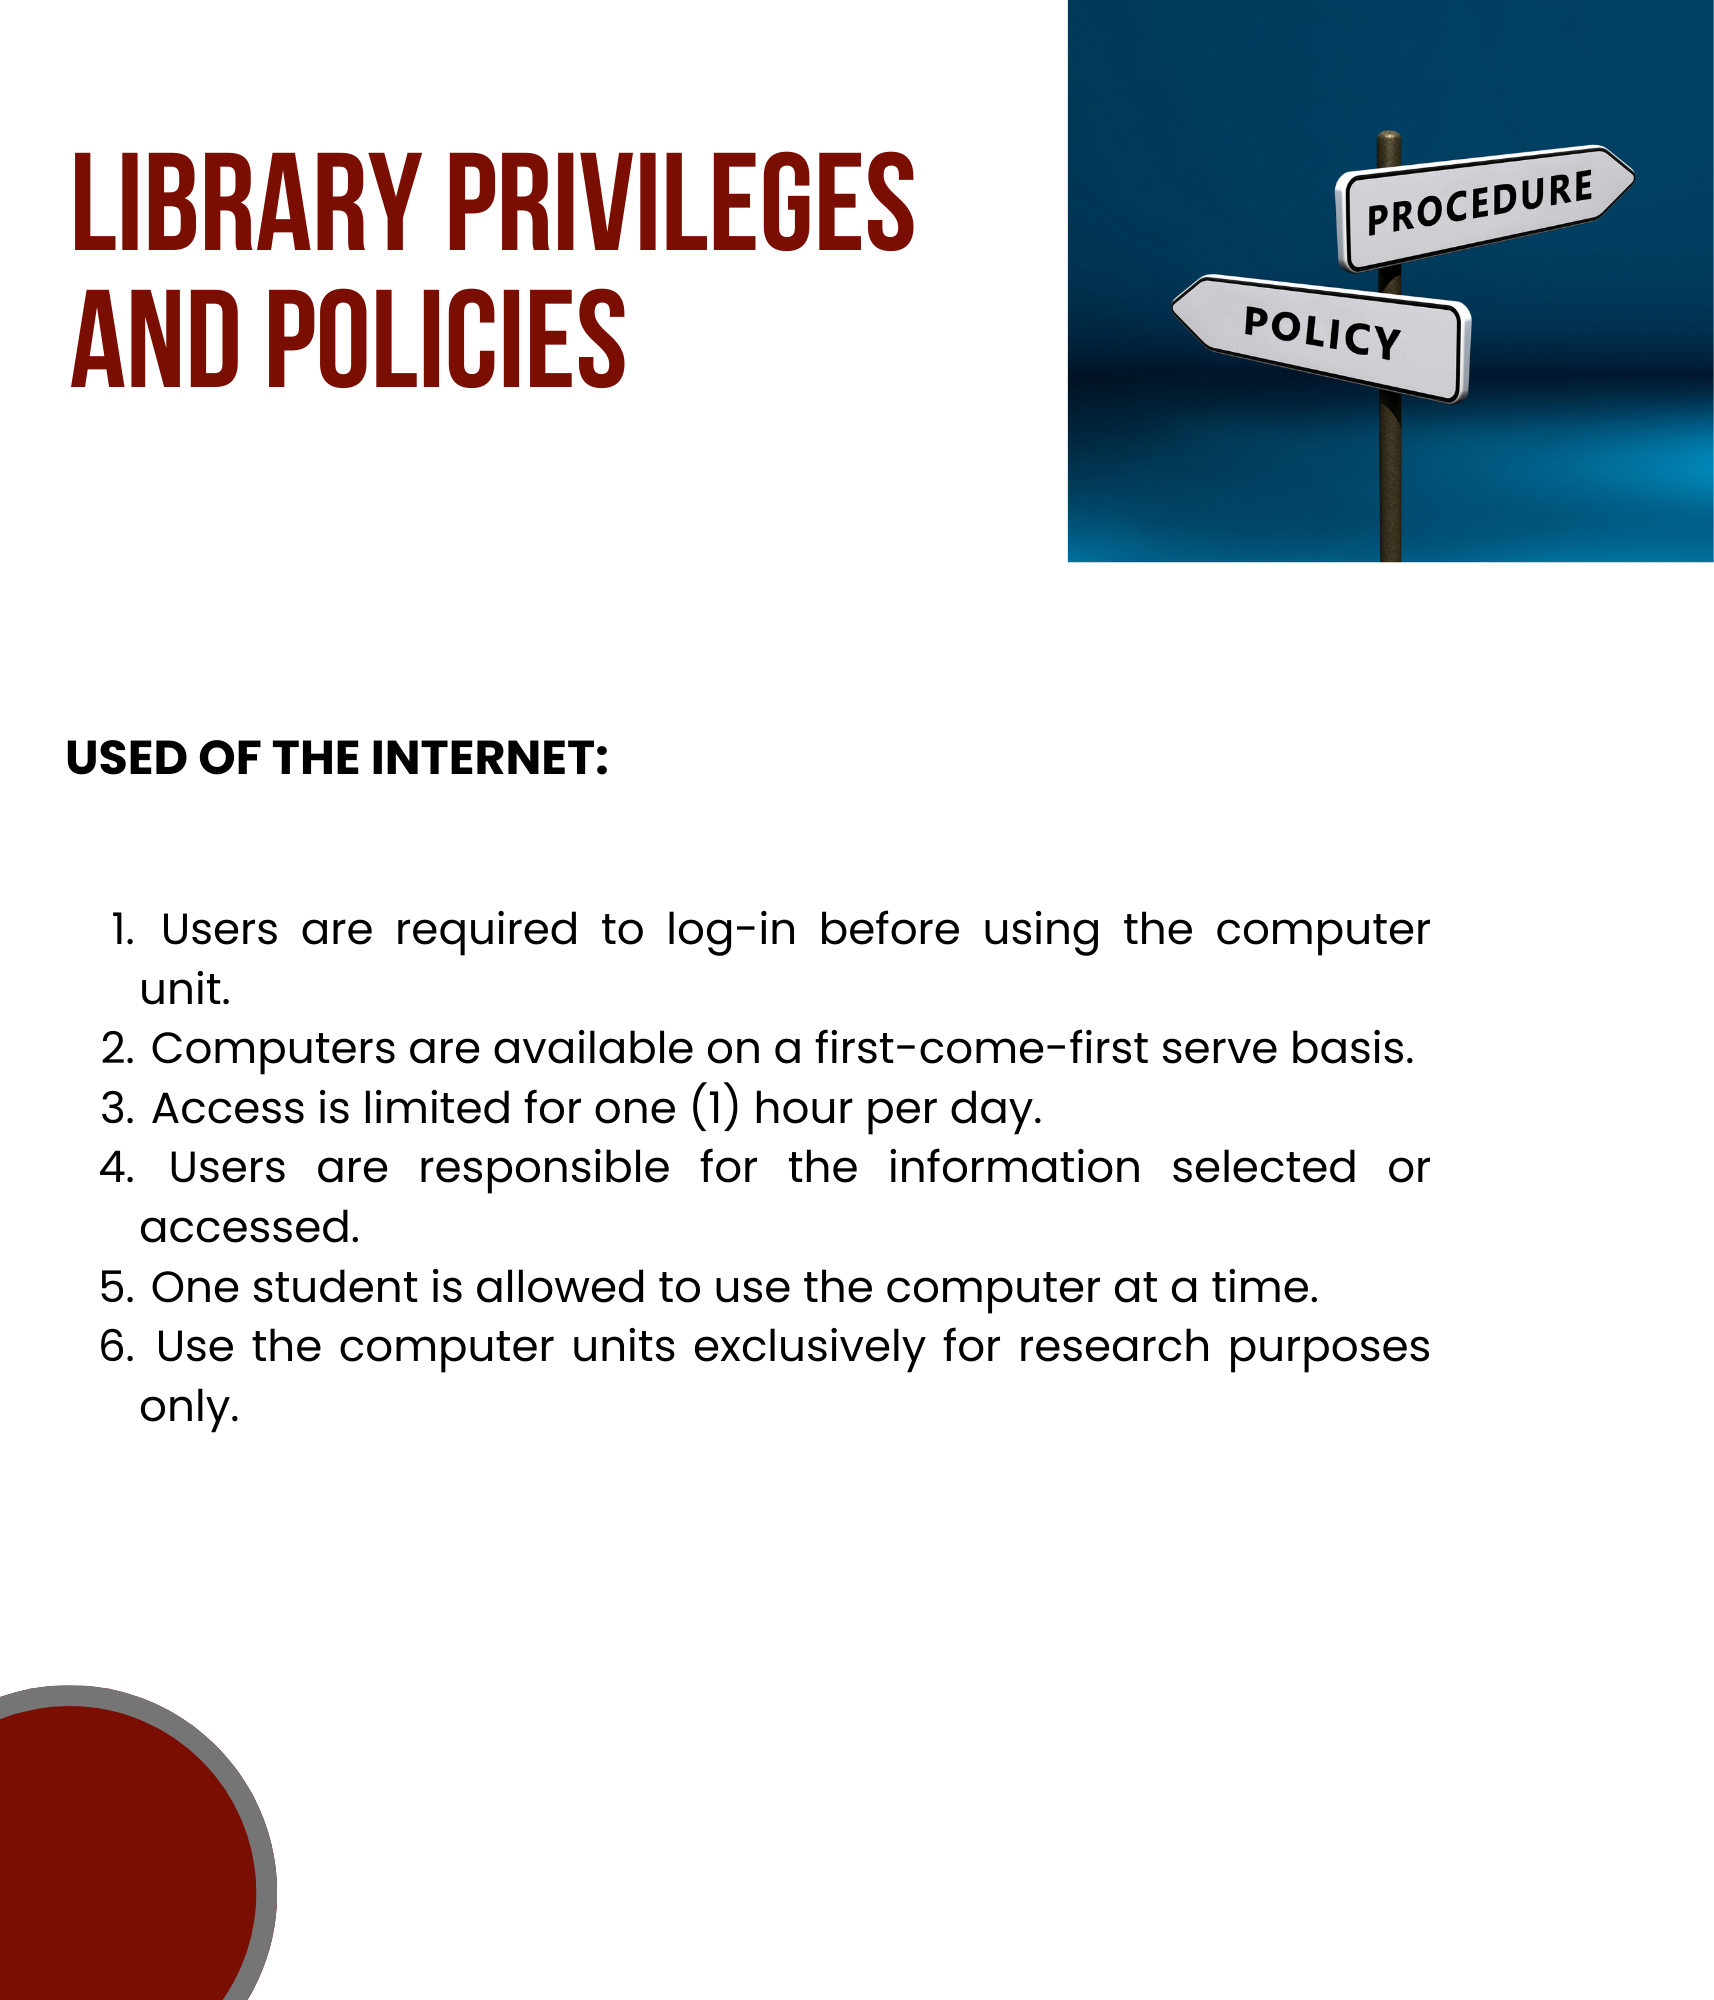 LIBRARY PRIVILEGES
AND POLICIES
PROCEDURE
POLICY
USED OF THE INTERNET:
1. Users are required to log-in before using the computer
unit.
2. Computers are available on a first-come-first serve basis.
3. Access is limited for one (1) hour per day.
4. Users are responsible for the information selected or
accessed.
5. One student is allowed to use the computer at a time.
6. Use the computer units exclusively for research purposes
only.